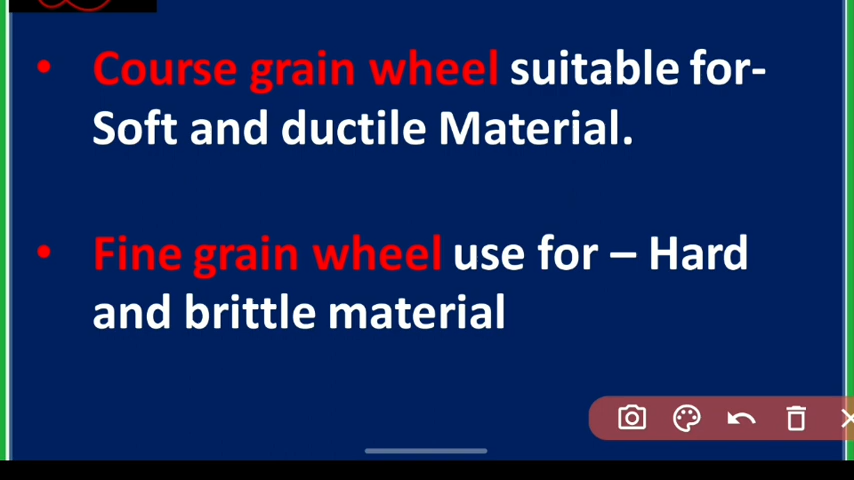 • Course grain wheel suitable for-
Soft and ductile Material.
• Fine grain wheel use for – Hard
and brittle material